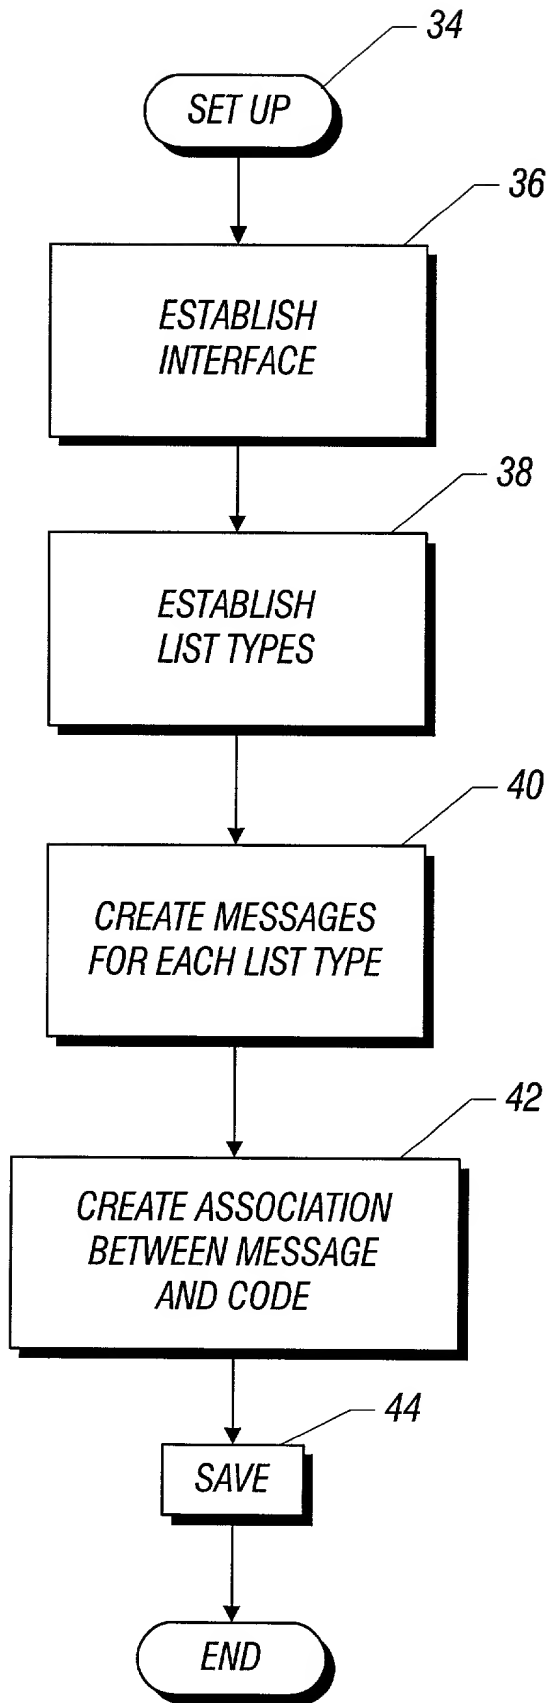 34
SET UP
36
ESTABLISH
INTERFACE
38
ESTABLISH
LIST TYPES
40
CREATE MESSAGES
FOR EACH LIST TYPE
42
CREATE ASSOCIATION
BETWEEN MESSAGE
AND CODE
44
SAVE
END